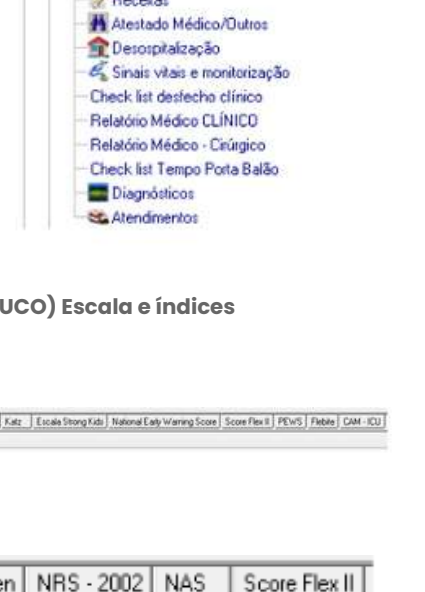 Receitas
Atestado Médico/Outros
Desospitalização
Sinais vitais e monitorização
Check list desfecho clínico
Relatório Médico CLÍNICO
Relatório Médico - Cirúrgico
Check list Tempo Porta Balão
Diagnósticos
Atendimentos
UCO) Escala e índices
Katz Escala Strong Kids National Early Warning Score Score Flex II PEWS Flebite CAM - ICU
en NRS - 2002 NAS Score Flex II